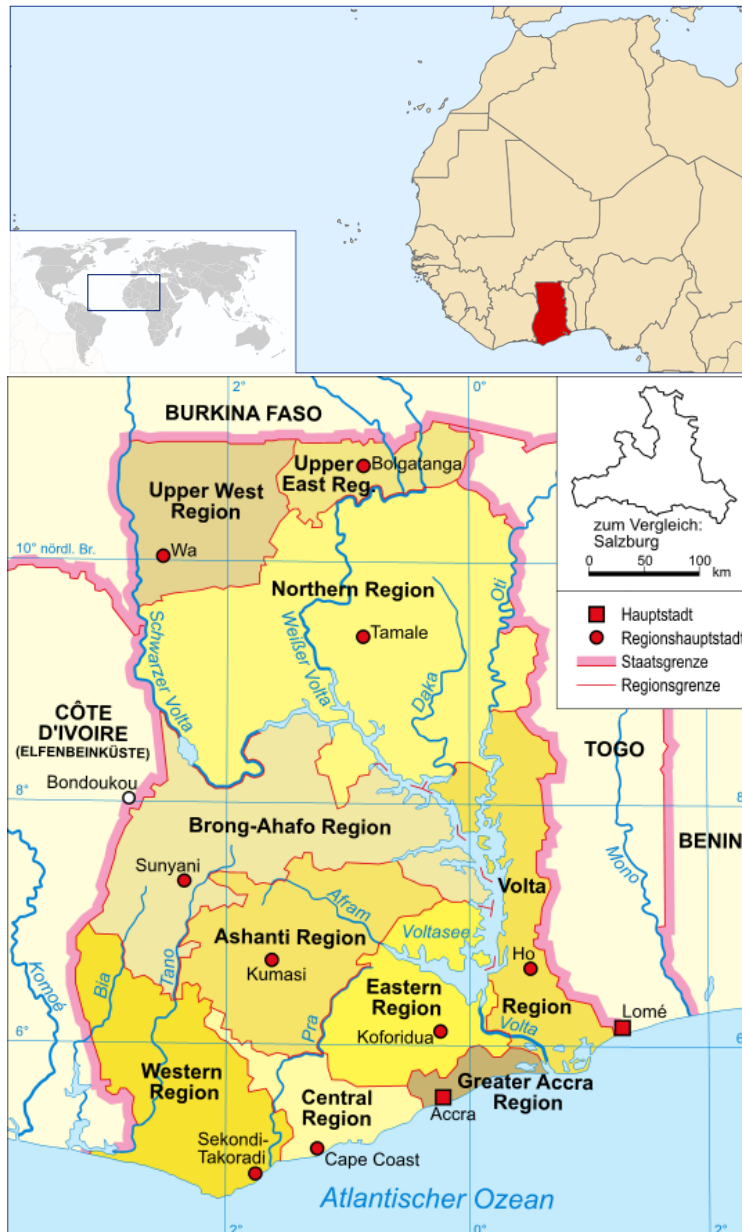 2°
0°
BURKINA FASO
Upper
East Reg.
Bolgatanga
Upper West
Region
Wa
10° nördl. Br.
zum Vergleich:
Salzburg
0 50 100
km
Hauptstadt
Regionshauptstadt
Staatsgrenze
Regionsgrenze
Northern Region
Tamale
Schwarzer Volta
Weißer Volta
Daka
Oti
CÔTE
D'IVOIRE
(ELFENBEINKÜSTE)
Bondoukou
TOGO
BENIN
Mono
8°
8
Brong-Ahafo Region
Sunyani
Afram
Voltasee
Volta
Region
Ho
Ashanti Region
Kumasi
Bia
Tano
Komoé
Pra
Eastern
Region
Koforidua
Volta
Lomé
6°
6
Western
Region
Central
Region
Greater Accra
Region
Accra
Sekondi-
Takoradi
Cape Coast
Atlantischer Ozean
2°
0°
2°